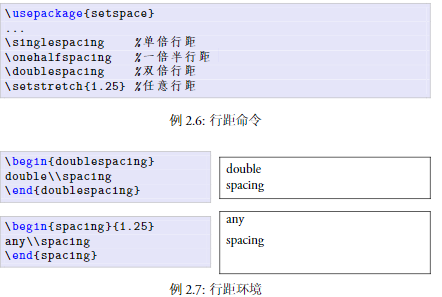 \usepackage{setspace}
...
\singlespacing %单倍行距
\onehalfspacing %一倍半行距
\doublespacing %双倍行距
\setstretch{1.25} %任意行距
例 2.6: 行距命令
\begin{doublespacing}
double\\spacing
\end{doublespacing}
double
spacing
\begin{spacing}{1.25}
any\\spacing
\end{spacing}
any
spacing
例 2.7: 行距环境